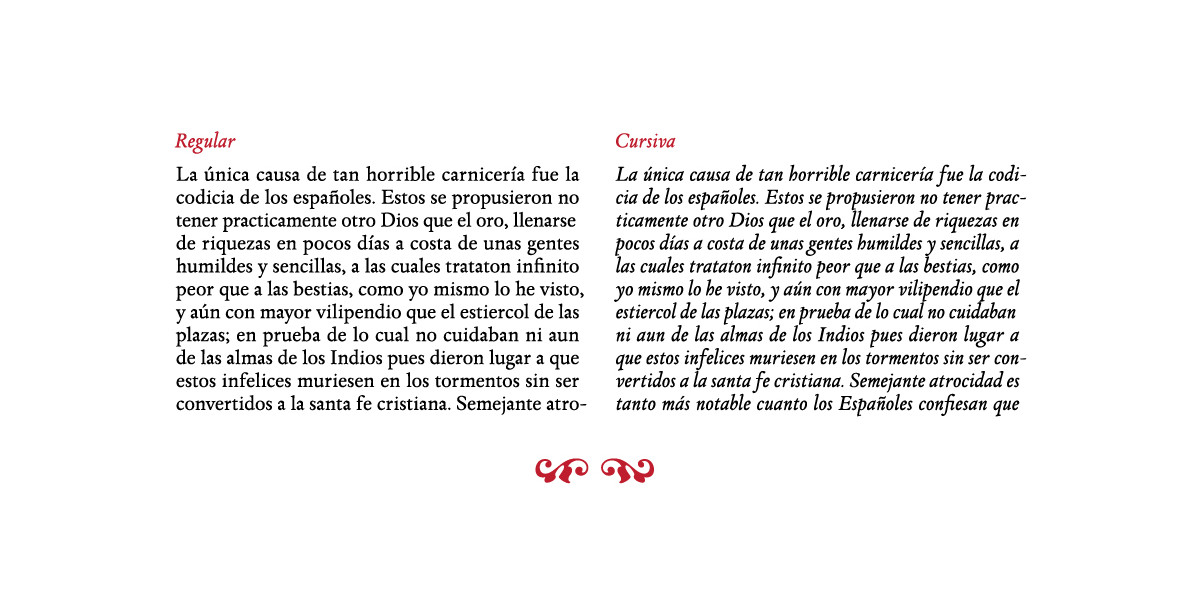 Regular
La única causa de tan horrible carnicería fue la
codicia de los españoles. Estos se propusieron no
tener practicamente otro Dios que el oro, llenarse
de riquezas en pocos días a costa de unas gentes
humildes y sencillas, a las cuales trataton infinito
peor que a las bestias, como yo mismo lo he visto,
y aún con mayor vilipendio que el estiercol de las
plazas; en prueba de lo cual no cuidaban ni aun
de las almas de los Indios pues dieron lugar a que
estos infelices muriesen en los tormentos sin ser
convertidos a la santa fe cristiana. Semejante atro-
Cursiva
La única causa de tan horrible carnicería fue la codi-
cia de los españoles. Estos se propusieron no tener prac-
ticamente otro Dios que el oro, llenarse de riquezas en
pocos días a costa de unas gentes humildes y sencillas, a
las cuales trataton infinito peor que a las bestias, como
yo mismo lo he visto, y aún con mayor vilipendio que el
estiercol de las plazas; en prueba de lo cual no cuidaban
ni aun de las almas de los Indios pues dieron lugar a
que estos infelices muriesen en los tormentos sin ser con-
vertidos a la santa fe cristiana. Semejante atrocidad es
tanto más notable cuanto los Españoles confiesan que